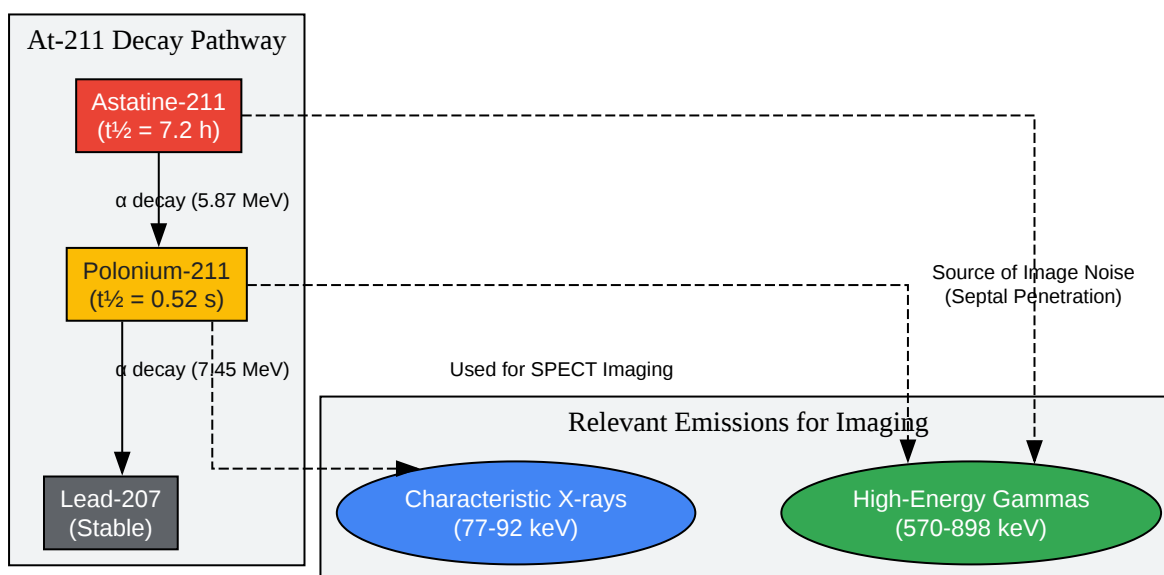 At-211 Decay Pathway
Astatine-211
(t½ = 7.2 h)
α decay (5.87 MeV)
Polonium-211
(t½ = 0.52 s)
Source of Image Noise
(Septal Penetration)
α decay (7.45 MeV)
Used for SPECT Imaging
Relevant Emissions for Imaging
Lead-207
(Stable)
Characteristic X-rays
(77-92 keV)
High-Energy Gammas
(570-898 keV)